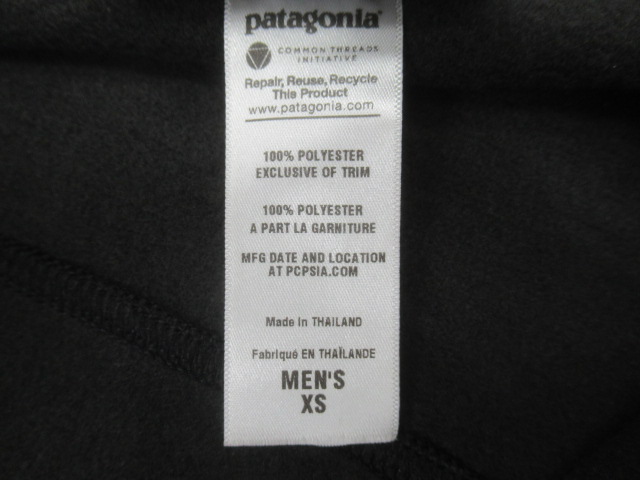 patagonia
COMMON THREADS
INITIATIVE
Repair, Reuse, Recycle
This Product
www.patagonia.com
100% POLYESTER
EXCLUSIVE OF TRIM
100% POLYESTER
A PART LA GARNITURE
MFG DATE AND LOCATION
AT PCPSIA.COM
Made in THAILAND
Fabriqué EN THAÏLANDE
MEN'S
XS